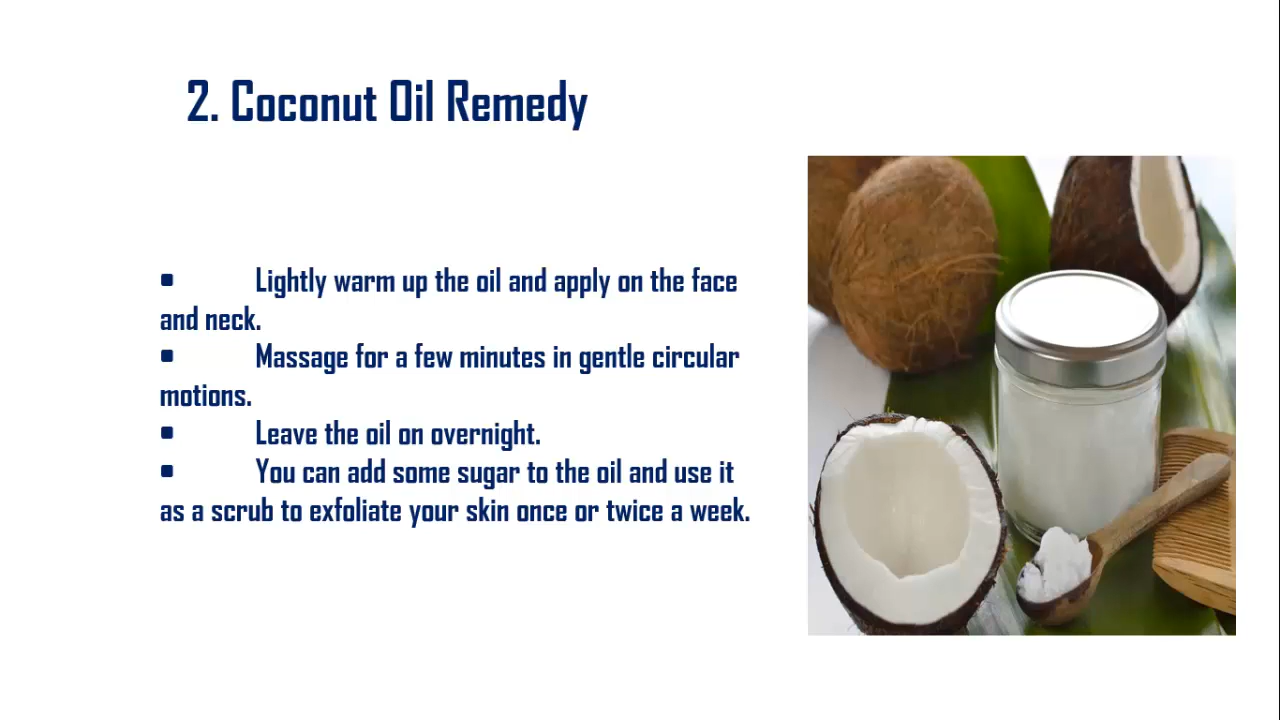 2. Coconut Oil Remedy
▪ Lightly warm up the oil and apply on the face
and neck.
▪ Massage for a few minutes in gentle circular
motions.
▪ Leave the oil on overnight.
▪ You can add some sugar to the oil and use it
as a scrub to exfoliate your skin once or twice a week.